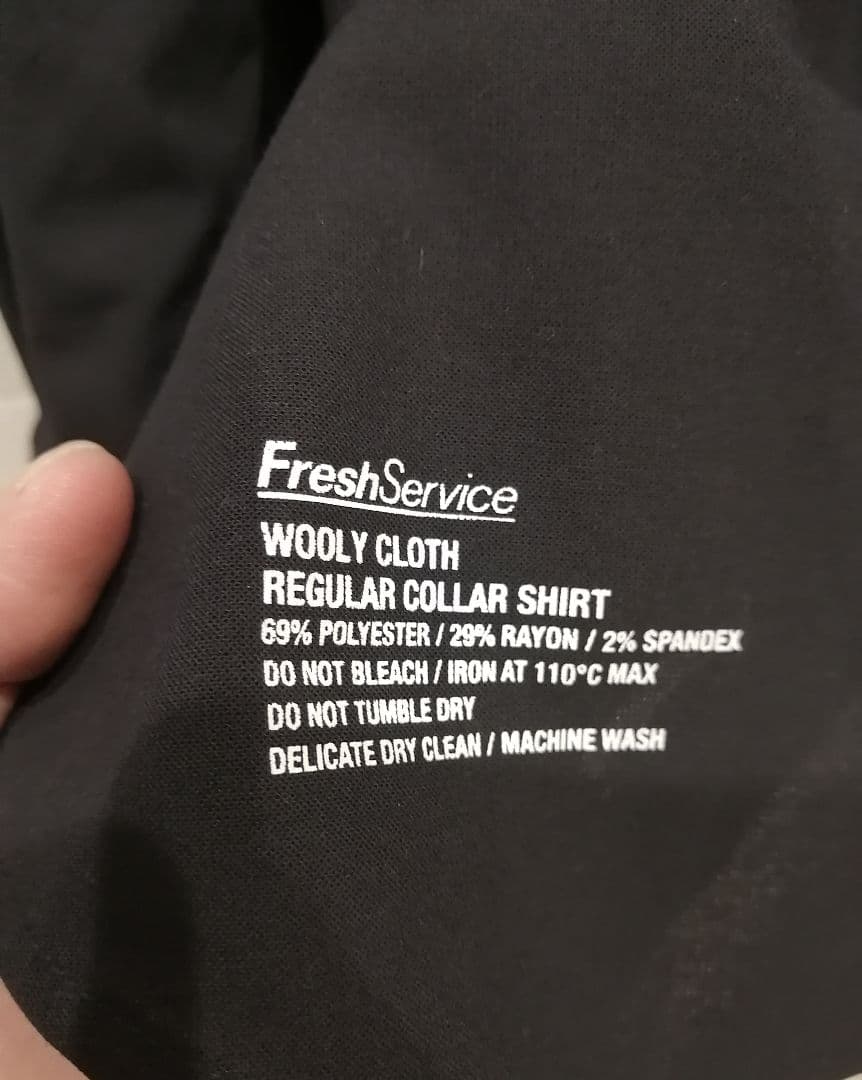 FreshService
WOOLY CLOTH
REGULAR COLLAR SHIRT
69% POLYESTER / 29% RAYON / 2% SPANDEX
DO NOT BLEACH / IRON AT 110°C MAX
DO NOT TUMBLE DRY
DELICATE DRY CLEAN / MACHINE WASH